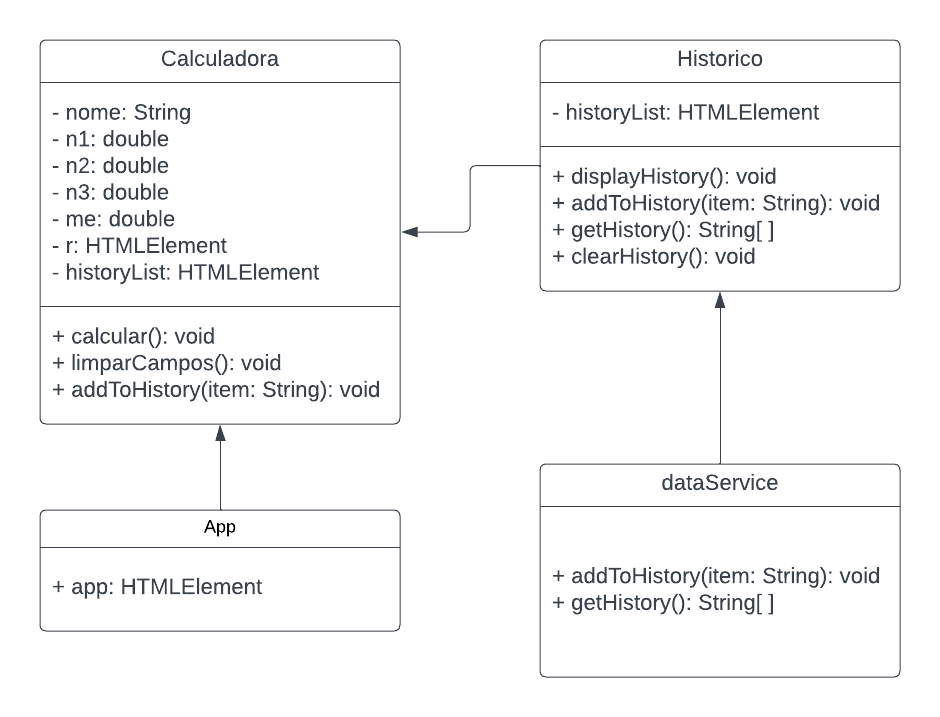 Calculadora
- nome: String
- n1: double
- n2: double
- n3: double
- me: double
- r: HTMLElement
- historyList: HTMLElement
+ calcular(): void
+ limparCampos(): void
+ addToHistory(item: String): void
Historico
- historyList: HTMLElement
+ displayHistory(): void
+ addToHistory(item: String): void
+ getHistory(): String[ ]
+ clearHistory(): void
App
+ app: HTMLElement
dataService
+ addToHistory(item: String): void
+ getHistory(): String[ ]